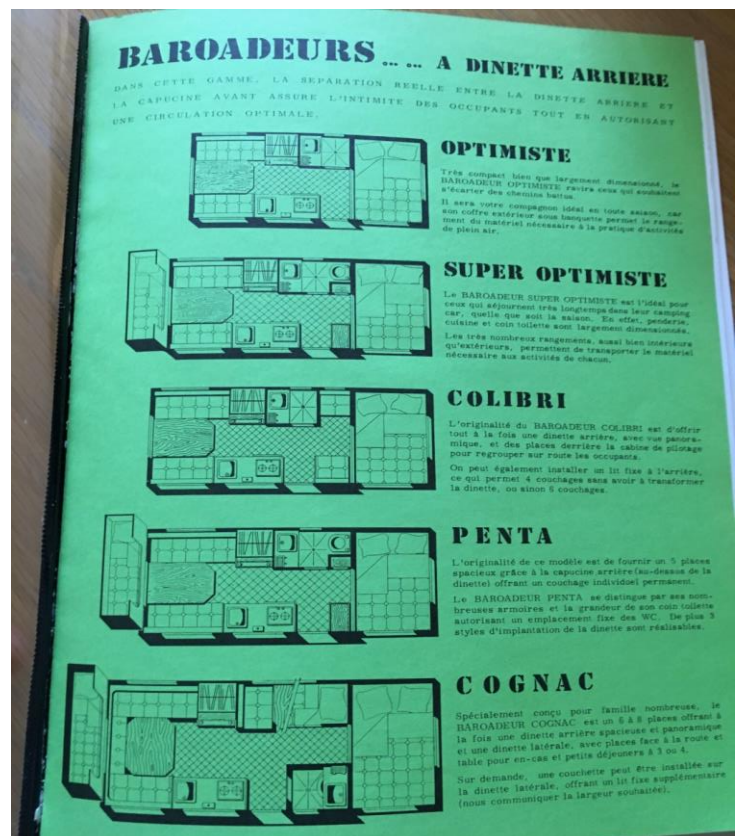 BAROADEURS ... ... A DINETTE ARRIERE
DANS CETTE GAMME, LA SEPARATION REELLE ENTRE LA DINETTE ARRIERE ET
LA CAPUCINE AVANT ASSURE L'INTIMITE DES OCCUPANTS TOUT EN AUTORISANT
UNE CIRCULATION OPTIMALE.
OPTIMISTE
Très compact bien que largement dimensionné, le
BAROADEUR OPTIMISTE ravira ceux qui souhaitent
s'écarter des chemins battus.
Il sera votre compagnon idéal en toute saison, car
son coffre extérieur sous banquette permet le range-
ment du matériel nécessaire à la pratique d'activités
de plein air.
SUPER OPTIMISTE
Le BAROADEUR SUPER OPTIMISTE est l'idéal pour
ceux qui séjournent très longtemps dans leur camping
car, quelle que soit la saison. En effet, penderie,
cuisine et coin toilette sont largement dimensionnés.
Les très nombreux rangements, aussi bien intérieurs
qu'extérieurs, permettent de transporter le matériel
nécessaire aux activités de chacun.
COLIBRI
L'originalité du BAROADEUR COLIBRI est d'offrir
tout à la fois une dinette arrière, avec vue panora-
mique, et des places derrière la cabine de pilotage
pour regrouper sur route les occupants.
On peut également installer un lit fixe à l'arrière,
ce qui permet 4 couchages sans avoir à transformer
la dinette, ou sinon 6 couchages.
PENTA
L'originalité de ce modèle est de fournir un 5 places
spacieux grâce à la capucine arrière (au-dessus de la
dinette) offrant un couchage individuel permanent.
Le BAROADEUR PENTA se distingue par ses nom-
breuses armoires et la grandeur de son coin toilette
autorisant un emplacement fixe des WC. De plus 3
styles d'implantation de la dinette sont réalisables.
COGNAC
Spécialement conçu pour famille nombreuse, le
BAROADEUR COGNAC est un 6 à 8 places offrant à
la fois une dinette arrière spacieuse et panoramique
et une dinette latérale, avec places face à la route et
table pour en-cas et petits déjeuners à 3 ou 4.
Sur demande, une couchette peut être installée sur
la dinette latérale, offrant un lit fixe supplémentaire
(nous communiquer la largeur souhaitée).